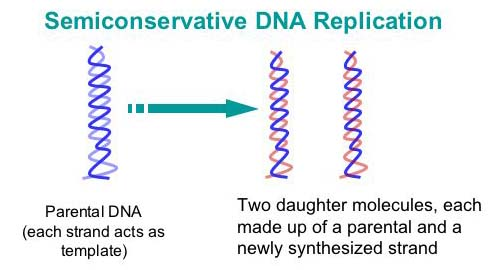 Semiconservative DNA Replication
Parental DNA
(each strand acts as
template)
Two daughter molecules, each
made up of a parental and a
newly synthesized strand